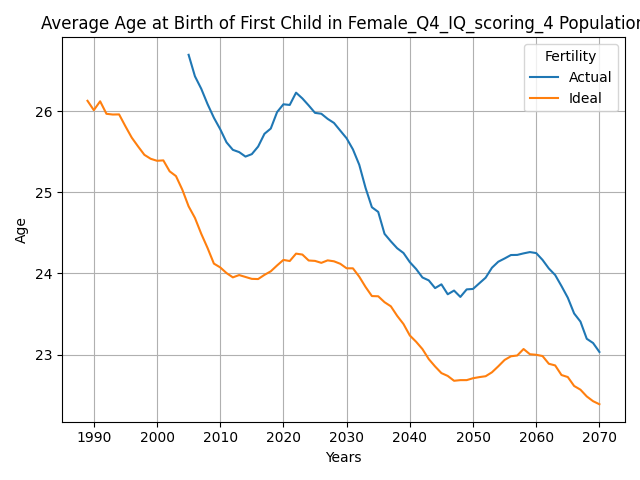 Average Age at Birth of First Child in Female_Q4_IQ_scoring_4 Population
Fertility
Actual
Ideal
26
25
24
23
Age
1990 2000 2010 2020 2030 2040 2050 2060 2070
Years